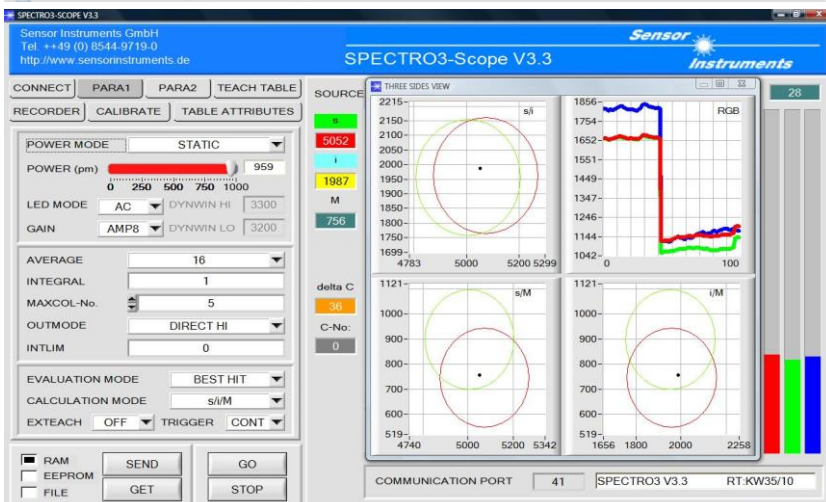 SPECTRO3-SCOPE V3.3
Sensor Instruments GmbH
Tel. ++49 (0) 8544-9719-0
http://www.sensorinstruments.de
SPECTRO3-Scope V3.3
Sensor
Instruments
CONNECT PARA1 PARA2 TEACH TABLE
RECORDER CALIBRATE TABLE ATTRIBUTES
POWER MODE STATIC
POWER (pm) 959
0 250 500 750 1000
LED MODE AC DYNWIN HI 3300
GAIN AMP8 DYNWIN LO 3200
AVERAGE 16
INTEGRAL 1
MAXCOL-No. 5
OUTMODE DIRECT HI
INTLIM 0
EVALUATION MODE BEST HIT
CALCULATION MODE s/i/M
EXTEACH OFF TRIGGER CONT
RAM
EEPROM
FILE
SEND GO
GET STOP
SOURCE
s
5052
i
1987
M
756
delta C
36
C-No:
0
THREE SIDES VIEW
s/i
2215
2150
2100
2050
2000
1950
1900
1850
1800
1750
1699
4783 5000 5200 5299
RGB
1856
1754
1652
1551
1449
1347
1246
1144
1042
0 100
s/M
1121
1000
900
800
700
600
519
4740 5000 5200 5342
i/M
1121
1000
900
800
700
600
519
1656 1800 2000 2258
28
COMMUNICATION PORT 41 SPECTRO3 V3.3 RT:KW35/10